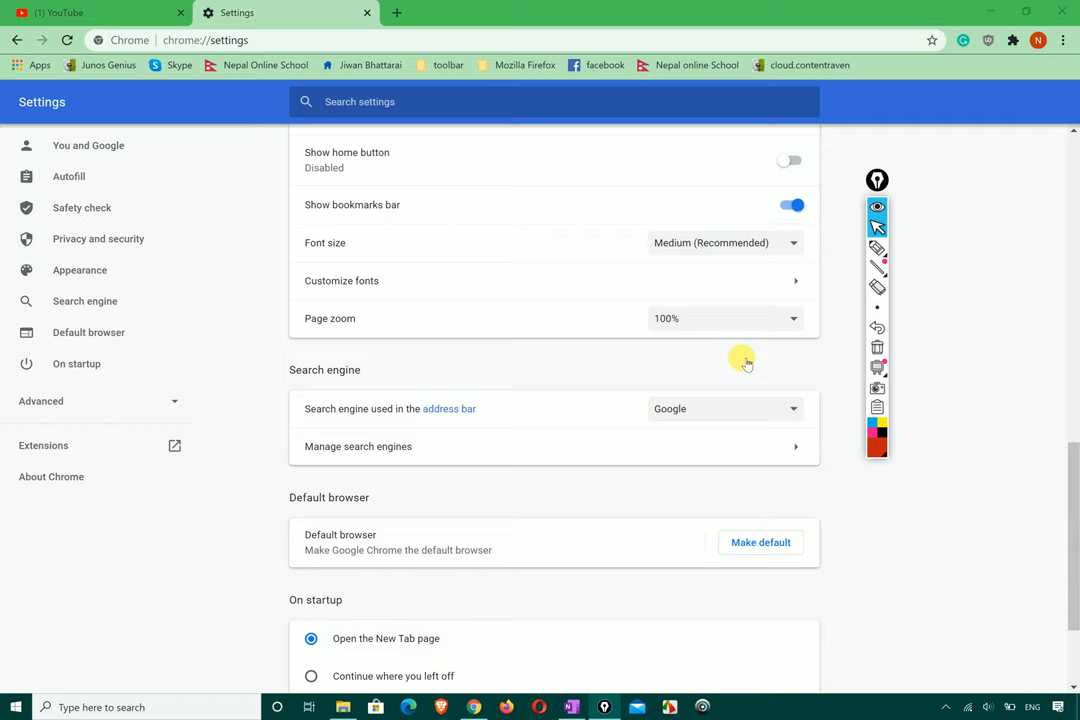 (1) YouTube
Settings
Chrome
chrome://settings
N
Apps
Junos Genius
Nepal Online School
Skype
Jiwan Bhattarai
toolbar
Mozilla Firefox
facebook
Nepal online School
cloud.contentraven
Settings
Search settings
You and Google
Autofill
Safety check
Privacy and security
Appearance
Search engine
Default browser
On startup
Advanced
Extensions
About Chrome
Show home button
Disabled
Show bookmarks bar
Font size
Medium (Recommended)
Customize fonts
Page zoom
100%
Search engine
Search engine used in the address bar
Google
Manage search engines
Default browser
Default browser
Make Google Chrome the default browser
Make default
On startup
Open the New Tab page
Continue where you left off
Type here to search
ENG